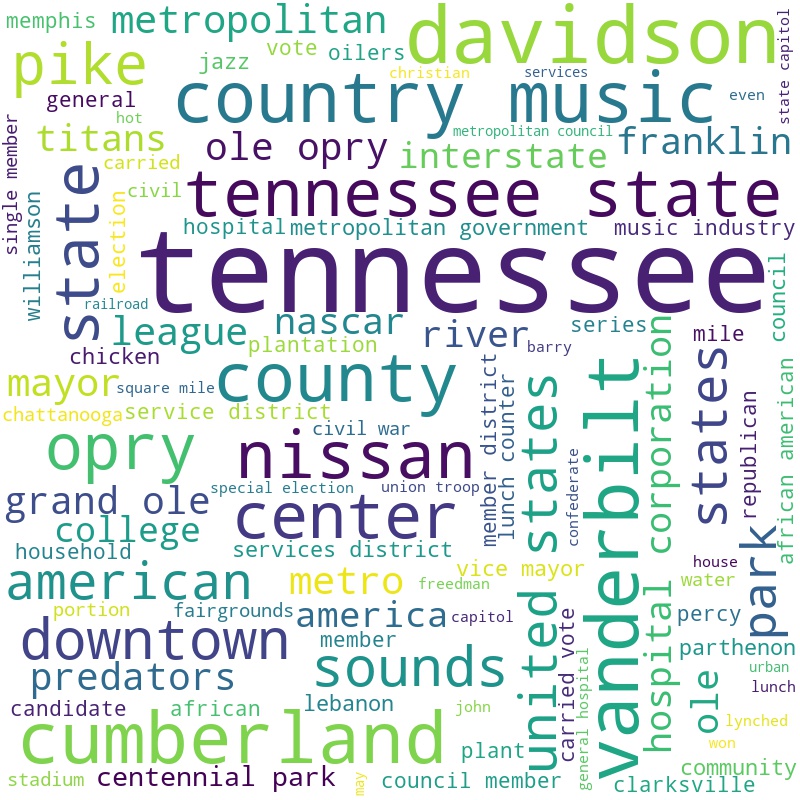 memphis
metropolitan
davidson
state capitol
vote
oilers
jazz
pike
christian
services
general
country music
even
hot
metropolitan council
titans
ole opry
interstate
franklin
single member
carried
state
tennessee state
civil
election
williamson
hospital
metropolitan government
music industry
tennessee
council
railroad
league
nascar
river
series
mile
plantation
barry
chicken
county
mayor
square mile
member district
lunch counter
states
vanderbilt
corporation
states
republican
african american
chattanooga
service district
civil war
opry
nissan
confederate
grand ole
special election
union troop
center
college
household
services district
park
american
metro
vice mayor
freedman
house
water
portion
fairgrounds
america
capitol
united
carried vote
hospital
percy
downtown
member
parthenon
predators
sounds
urban
lunch
ole
candidate
african
lebanon
john
general hospital
lynched
cumberland
plant
won
community
stadium
centennial park
may
council member
clarksville